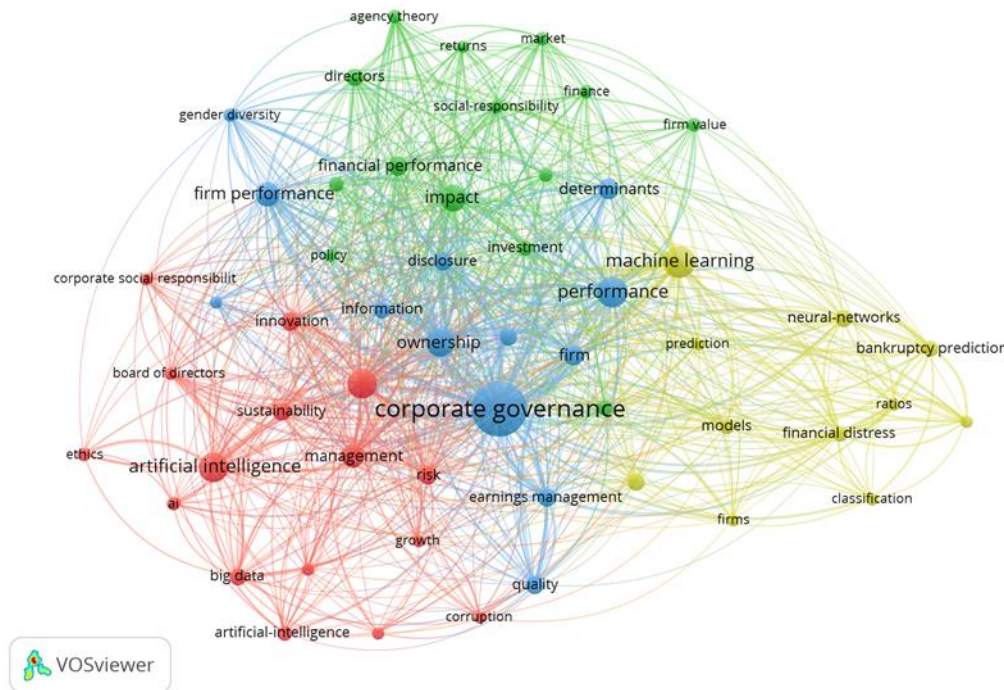 agency theory
returns
market
directors
finance
social-responsibility
gender diversity
firm value
financial performance
firm performance
determinants
impact
policy
disclosure
investment
machine learning
corporate social responsibilit
performance
information
innovation
neural-networks
ownership
firm
prediction
bankruptcy prediction
board of directors
sustainability
corporate governance
ratios
models
financial distress
ethics
artificial intelligence
management
risk
ai
earnings management
classification
firms
growth
big data
quality
corruption
artificial-intelligence
VOSviewer